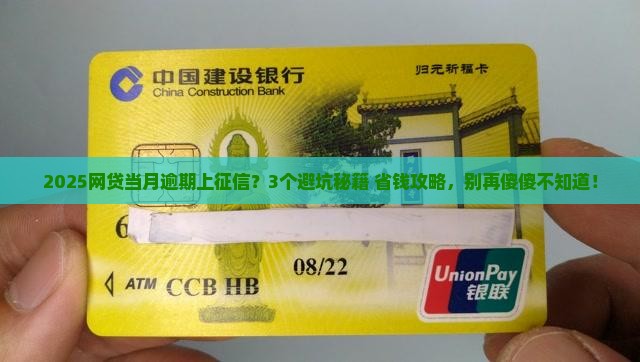 中国建设银行
China Construction Bank
归元祈福卡
2025网贷当月逾期上征信？3个避坑秘籍,省钱攻略，别再傻傻不知道！
6
08/22
ATM CCB HB
UnionPay
银联